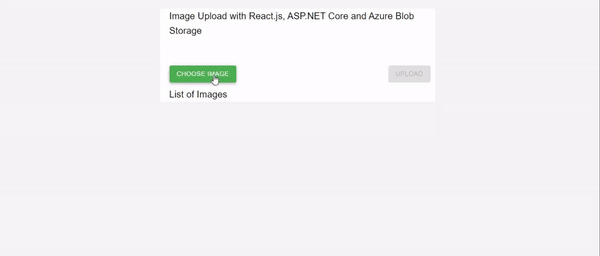 Image Upload with React.js, ASP.NET Core and Azure Blob
Storage
CHOOSE IMAGE
UPLOAD
List of Images